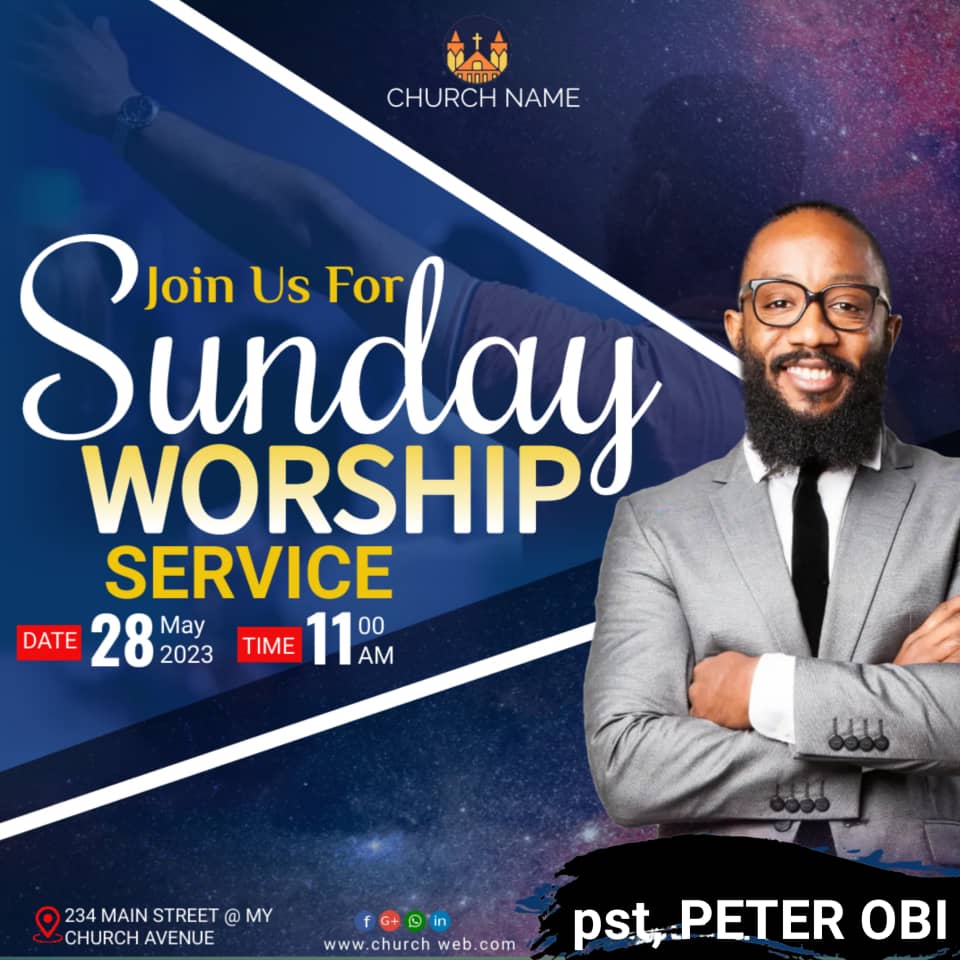 CHURCH NAME
Join Us For
Sunday
WORSHIP
SERVICE
DATE 28 May 2023 TIME 11 00 AM
234 MAIN STREET @ MY
CHURCH AVENUE
f G+ in
www.church web.com
pst, PETER OBI